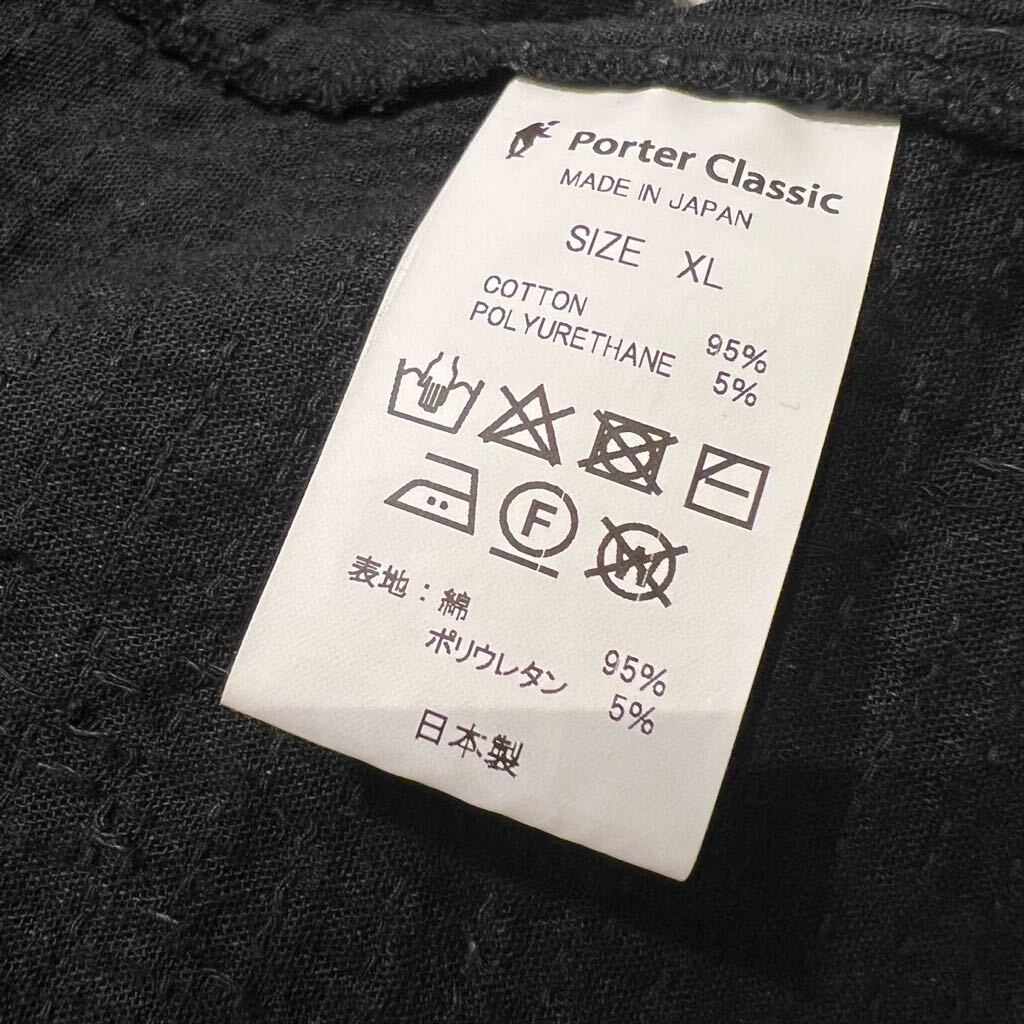 Porter Classic
MADE IN JAPAN
SIZE XL
COTTON 95%
POLYURETHANE 5%
F
W
表地：綿 95%
ポリウレタン 5%
日本製